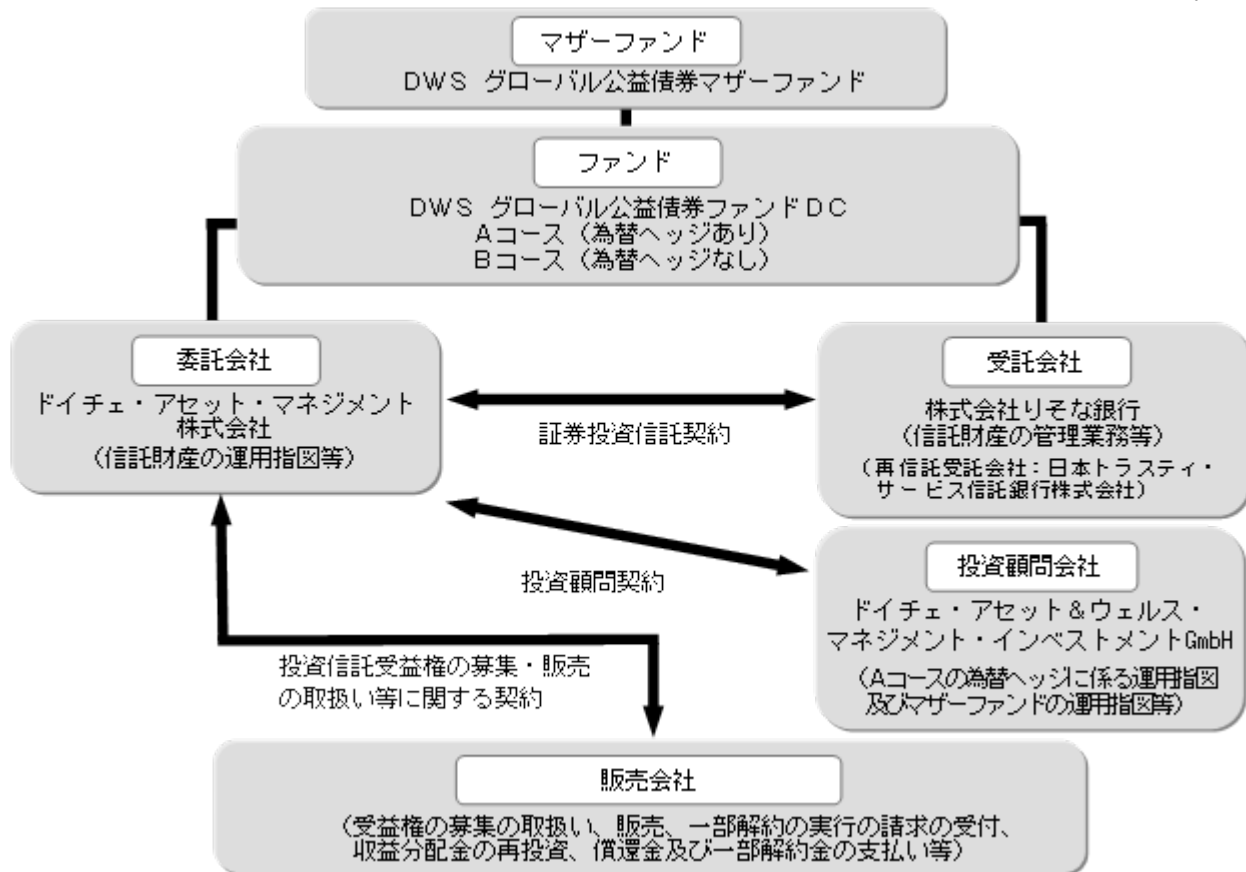 マザーファンド
DWS グローバル公益債券マザーファンド
ファンド
DWS グローバル公益債券ファンドDC
Aコース（為替ヘッジあり）
Bコース（為替ヘッジなし）
委託会社
ドイチェ・アセット・マネジメント
株式会社
（信託財産の運用指図等）
証券投資信託契約
受託会社
株式会社りそな銀行
（信託財産の管理業務等）
（再信託受託会社：日本トラスティ・
サービス信託銀行株式会社）
投資顧問契約
投資顧問会社
ドイチェ・アセット＆ウェルス・
マネジメント・インベストメントGmbH
（Aコースの為替ヘッジに係る運用指図
及びマザーファンドの運用指図等）
投資信託受益権の募集・販売
の取扱い等に関する契約
販売会社
（受益権の募集の取扱い、販売、一部解約の実行の請求の受付、
収益分配金の再投資、償還金及び一部解約金の支払い等）